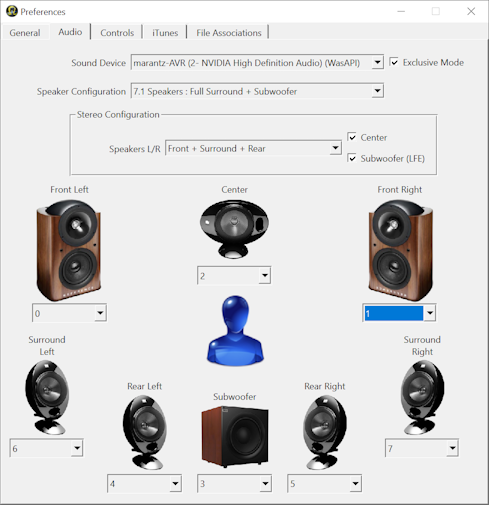 Preferences
General Audio Controls iTunes File Associations
Sound Device marantz-AVR (2- NVIDIA High Definition Audio) (WasAPI) Exclusive Mode
Speaker Configuration 7.1 Speakers : Full Surround + Subwoofer
Stereo Configuration
Speakers L/R Front + Surround + Rear
Center
Subwoofer (LFE)
Front Left Center Front Right
2
0 1
Surround
Left
Surround
Right
Rear Left Subwoofer Rear Right
6 7
4 3 5